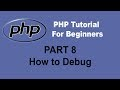 php
PHP Tutorial
For Beginners
PART 8
How to Debug